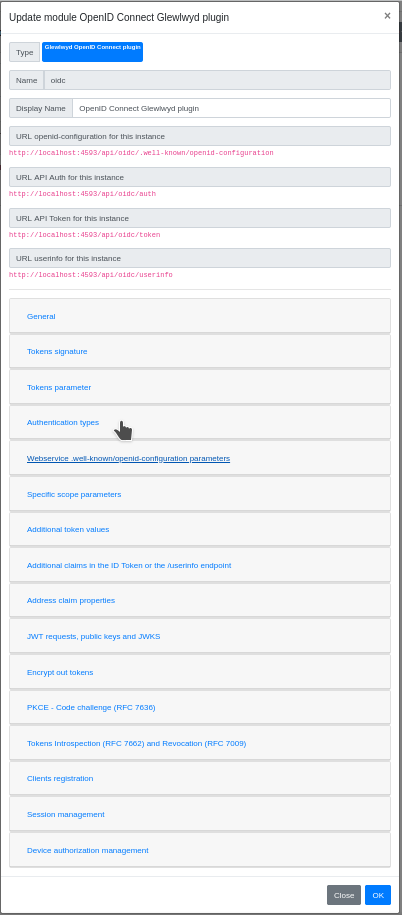 Update module OpenID Connect Glewlwyd plugin
×
Type Glewlwyd OpenID Connect plugin
Name oidc
Display Name OpenID Connect Glewlwyd plugin
URL openid-configuration for this instance
http://localhost:4593/api/oidc/.well-known/openid-configuration
URL API Auth for this instance
http://localhost:4593/api/oidc/auth
URL API Token for this instance
http://localhost:4593/api/oidc/token
URL userinfo for this instance
http://localhost:4593/api/oidc/userinfo
General
Tokens signature
Tokens parameter
Authentication types
Webservice .well-known/openid-configuration parameters
Specific scope parameters
Additional token values
Additional claims in the ID Token or the /userinfo endpoint
Address claim properties
JWT requests, public keys and JWKS
Encrypt out tokens
PKCE - Code challenge (RFC 7636)
Tokens Introspection (RFC 7662) and Revocation (RFC 7009)
Clients registration
Session management
Device authorization management
Close OK